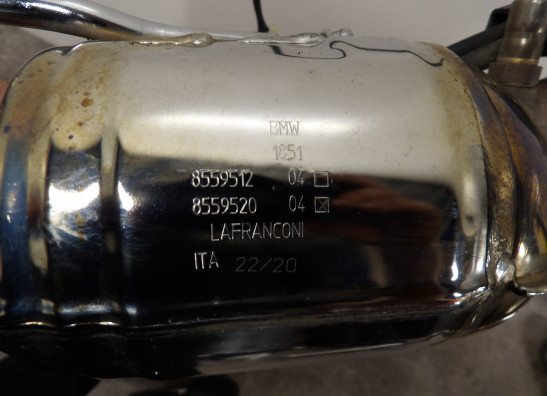 BMW
1851
8559512 04 ☐
8559520 04 ☒
LAFRANCONI
ITA 22/20